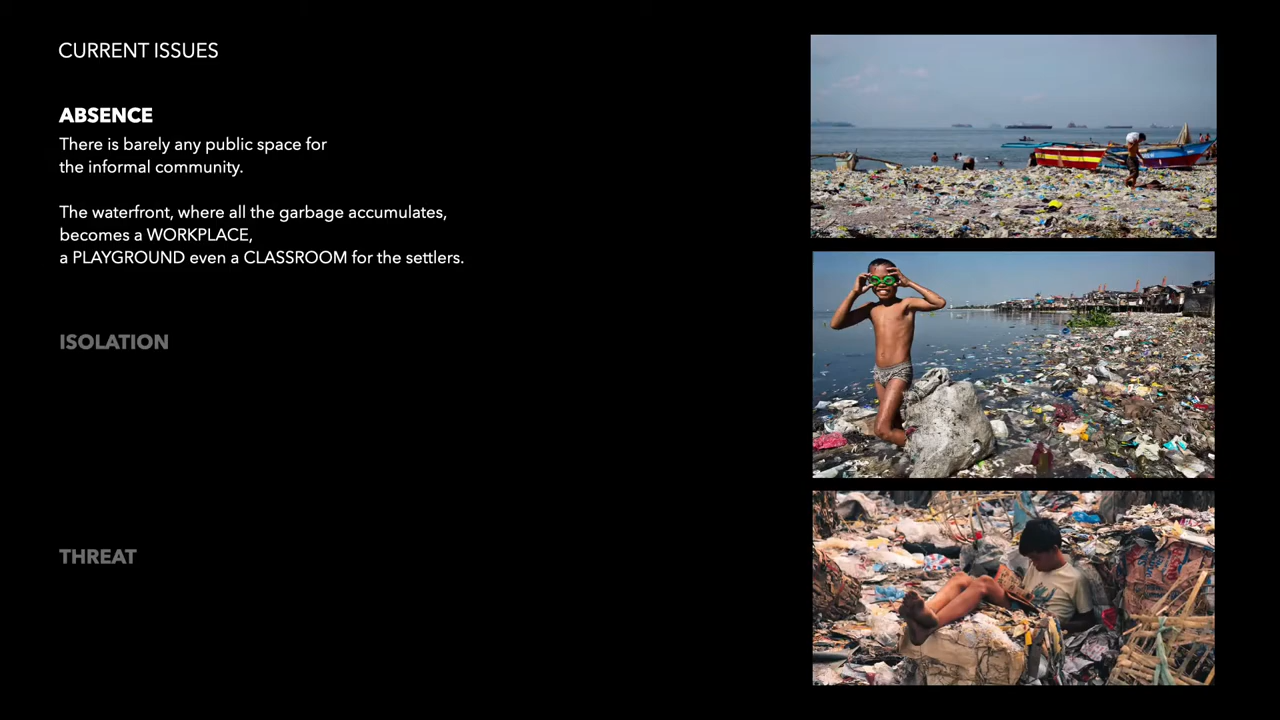 CURRENT ISSUES
ABSENCE
There is barely any public space for
the informal community.
The waterfront, where all the garbage accumulates,
becomes a WORKPLACE,
a PLAYGROUND even a CLASSROOM for the settlers.
ISOLATION
THREAT